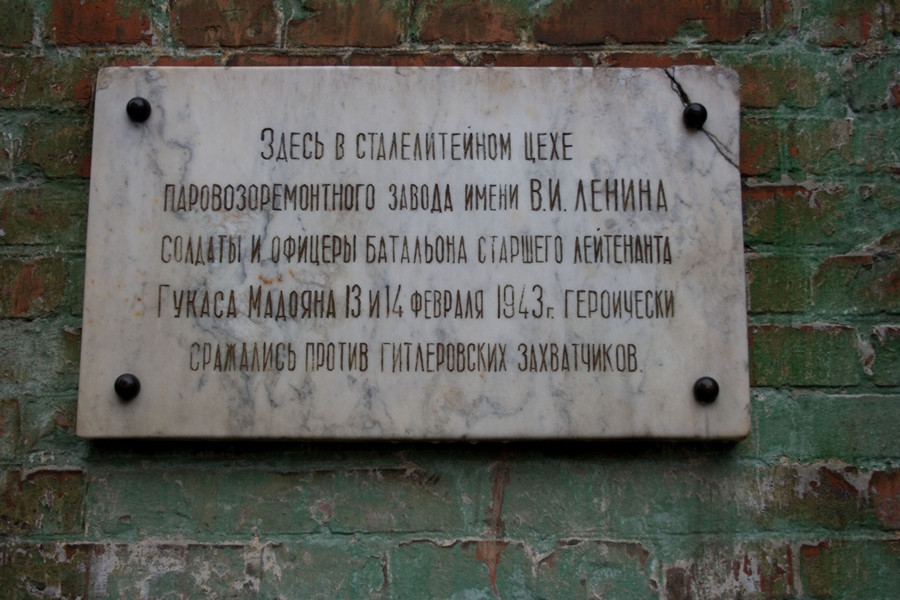 Здесь в сталелитейном цехе
паровозоремонтного завода имени В.И. Ленина
солдаты и офицеры батальона старшего лейтенанта
Гукаса Мадояна 13 и 14 февраля 1943г. героически
сражались против гитлеровских захватчиков.